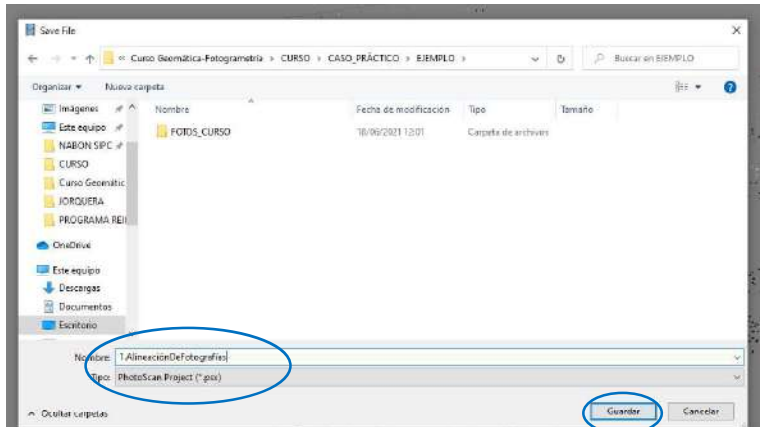 Save File
« Curso Geomática-Fotogrametría > CURSO > CASO_PRÁCTICO > EJEMPLO >
Buscar en EJEMPLO
Organizar
Nueva carpeta
Imágenes
Este equipo
NABON SIPC
CURSO
Curso Geomátic
JORQUERA
PROGRAMA REI
OneDrive
Este equipo
Descargas
Documentos
Escritorio
Nombre Fecha de modificación Tipo Tamaño
FOTOS_CURSO 18/06/2021 12:01 Carpeta de archivos
Nombre: 1.AlineaciónDeFotografías
Tipo: PhotoScan Project (*.psx)
Ocultar carpetas
Guardar
Cancelar